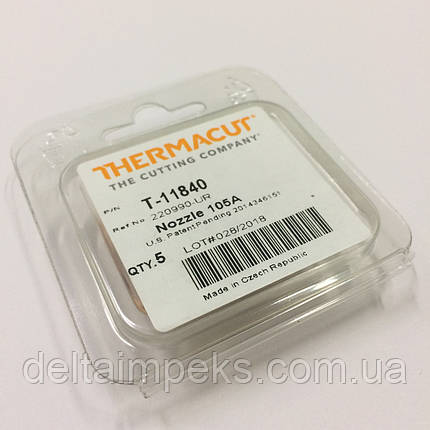 THERMACUT®
THE CUTTING COMPANY®
P/N T-11840
Ref No 220990-UR
Nozzle 105A
U.S. Patent Pending 2014346151
QTY. 5 LOT#028/2018
Made in Czech Republic
deltaimpeks.com.ua